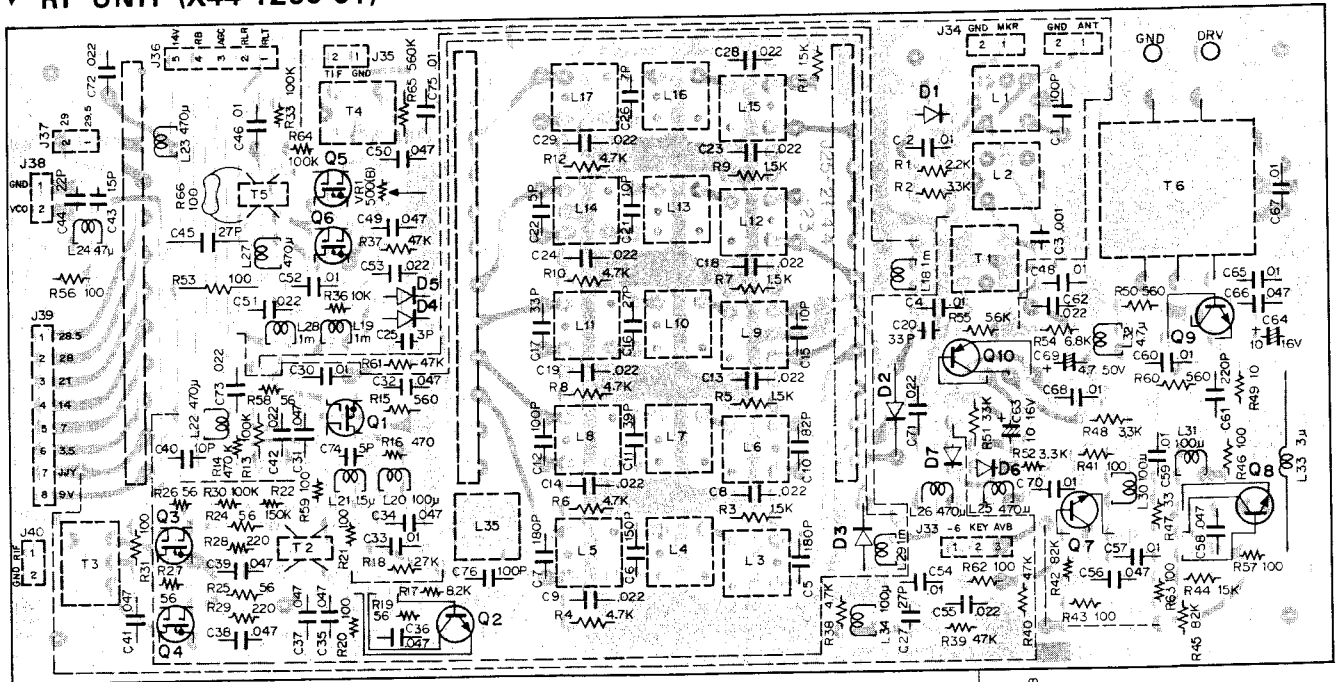 RF UNIT (X44-1250-01)
J36
14V RB AGC RLR RLT
5 4 3 2 1
J35
2 1
TIF GND
J34
GND MKR
2 1
GND ANT
2 1
GND
DRV
C72 .022
J37
29 29.5
2 1
J38
GND 1
VCO 2
C44 22P
C43 15P
L24 47μ
R56 100
L23 470μ
C46 .01
R33 100K
R64 100K
T4
R65 560K
C75 .01
C50 .047
Q5
R66 100
T5
VR1 500(B)
Q6
C49 .047
R37 47K
C45 27P
L27 470μ
C53 .022
R53 100
C52 .01
D5
D4
C51 .022
R36 10K
L28 1m
L19 1m
C25 3P
R61 47K
J39
1 28.5
2 28
3 21
4 14
5 7
6 3.5
7 JJY
8 9V
C30 .01
C32 .047
R15 560
C73 .022
R58 56
L22 470μ
Q1
C40 10P
R14 470
R13 100K
C42 .022
C31 .047
C74 5P
R16 470
L21 15μ
L20 100μ
R26 56
R30 100K
R22 150K
R59 100
R24 56
C34 .047
J40
RIF 1
GND 2
T3
Q3
R31 100
R28 220
T2
R21 100
C33 .01
R18 27K
L35
C39 .047
R27 56
R25 56
R17 82K
C76 100P
R29 220
Q4
C41 .047
C38 .047
C37 .047
C35 .047
R20 100
R19 56
C36 .047
Q2
C28 .022
R11 15K
L17
C26 7P
L16
L15
C29 .022
R12 4.7K
C23 .022
R9 1.5K
C22 5P
L14
C21 10P
L13
L12
C24 .022
R10 4.7K
C18 .022
R7 1.5K
C17 33P
L11
C16 27P
L10
L9
C15 10P
C19 .022
R8 4.7K
C13 .022
R5 1.5K
C12 100P
L8
C11 39P
L7
L6
C10 82P
C14 .022
R6 4.7K
C8 .022
R3 1.5K
C7 180P
L5
C6 150P
L4
L3
C5 180P
C9 .022
R4 4.7K
D1
L1
C1 100P
C2 .01
R1 2.2K
R2 33K
L2
T6
C67 .01
L18 1m
T1
C3 .001
C48 .01
C4 .01
C62 .022
R50 560
C65 .01
C66 .047
C20 33P
R55 5.6K
R54 6.8K
L32 4.7μ
Q9
C64 10 16V
Q10
C69 4.7 50V
C60 .01
R60 560
D2
C71 .022
C68 .01
C61 220P
R49 10
R51 33K
C63 10 16V
R48 33K
D7
R52 3.3K
D6
R41 100
C59 .01
L31 100μ
R46 100
Q8
L33 3μ
C70 .01
L26 470μ
L25 470μ
L30 100μ
R47 33
D3
L29 1m
J33
-6 KEY AVB
1 2 3
Q7
C58 .047
R62 100
R42 82K
C57 .01
R57 100
C54 .01
C56 .047
R63 100
R44 15K
R38 4.7K
L34 100μ
C27 27P
C55 .022
R39 47K
R40 47K
R43 100
R45 82K